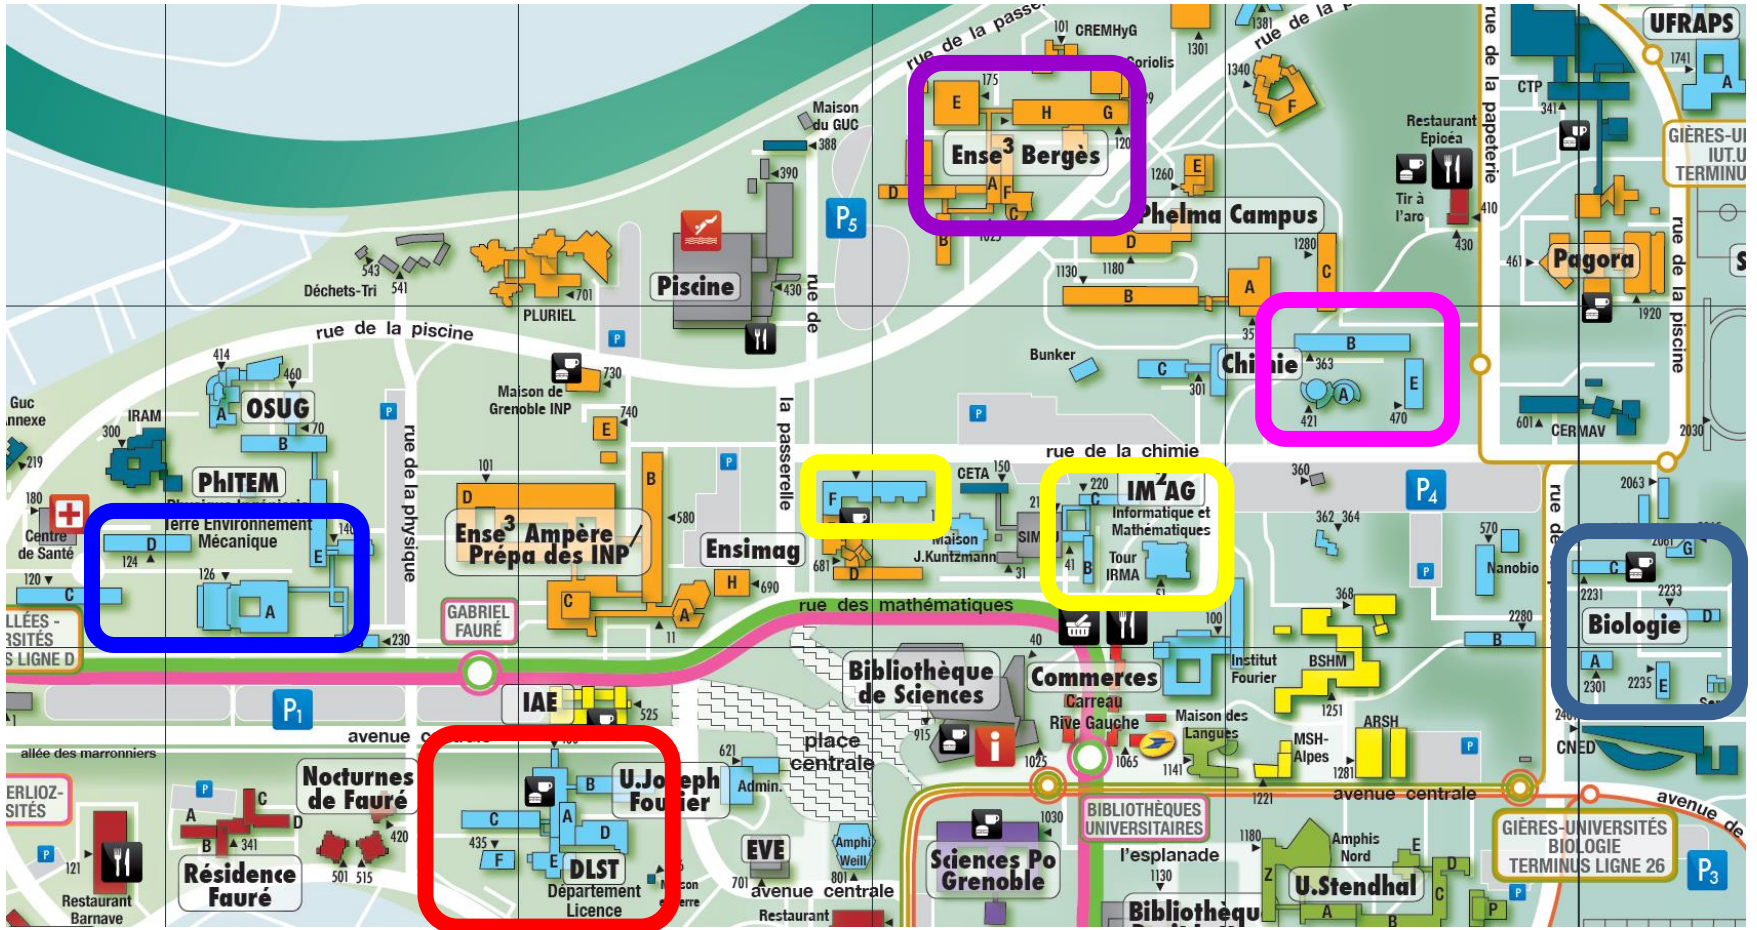 rue de la passer
101
CREMHyG
Coriolis
1301
1381
rue de la p
rue de la papeterie
UFRAPS
1741
A
CTP
341
GIÈRES-U
IUT.U
TERMINU
1340
F
Restaurant
Epicéa
Tir à
l'arc
410
430
175
E
H
G
120
Ense³ Bergès
A
F
C
D
B
1025
Maison
du GUC
388
390
P5
Piscine
430
rue de
la passerelle
1260
E
Phelma Campus
D
1180
1280
C
1130
B
A
461
Pagora
1920
rue de la piscine
543
541
Déchets-Tri
701
PLURIEL
rue de la piscine
P
Maison de
Grenoble INP
730
740
E
Bunker
C
301
Chimie
B
363
A
421
E
470
601
CERMAV
2030
414
460
OSUG
A
70
B
Guc
219
IRAM
300
PhITEM
Terre Environnement
Mécanique
180
Centre
de Santé
D
124
E
120
C
126
A
230
rue de la physique
P
101
D
B
580
Ense³ Ampère /
Prépa des INP
C
A
11
H
690
Ensimag
P
GABRIEL
FAURÉ
LLÉES -
RSITÉS
S LIGNE D
P
rue de la chimie
F
681
D
CETA
150
Maison
J.Kuntzmann
31
220
C
IM²AG
Informatique et
Mathématiques
41
B
Tour
IRMA
360
P4
362
364
P
570
Nanobio
2063
C
2231
G
2233
D
Biologie
A
2301
2235
E
rue des mathématiques
368
BSHM
1251
2280
B
100
Institut
Fourier
40
Bibliothèque
de Sciences
915
1025
Commerces
Carreau
Rive Gauche
1065
Maison des
Langues
1141
MSH-
Alpes
1221
ARSH
1281
P
CNED
P1
IAE
525
avenue centrale
allée des marronniers
place
centrale
621
Admin.
U.Joseph
Fourier
B
C
A
D
435
F
E
DLST
Département
Licence
Nocturnes
de Fauré
420
501
515
P
C
A
D
B
341
Résidence
Fauré
ERLIOZ-
SITÉS
P
121
Restaurant
Barnave
EVE
701
Amphi
Weill
801
avenue centrale
Restaurant
1030
Sciences Po
Grenoble
BIBLIOTHÈQUES
UNIVERSITAIRES
avenue centrale
l'esplanade
1130
Bibliothèqu
1180
Amphis
Nord
Z
E
D
C
U.Stendhal
A
B
P
P
GIÈRES-UNIVERSITÉS
BIOLOGIE
TERMINUS LIGNE 26
P3
avenue de